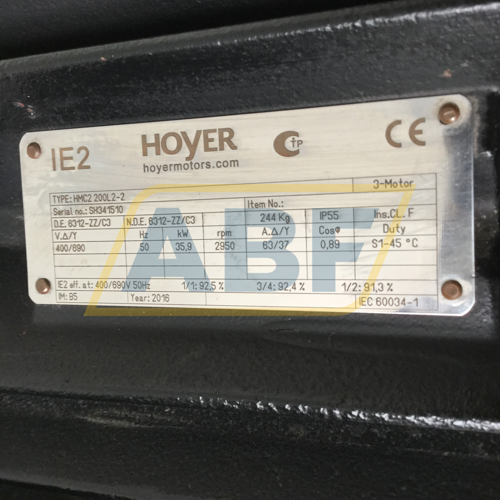 IE2 HOYER CTP CE
hoyermotors.com
3-Motor
TYPE: HMC2 200L2-2
Serial no.: SH341510 Item No.:
D.E. 6312-ZZ/C3 N.D.E. 6312-ZZ/C3 244 Kg IP55 Ins.CL. F
V.Δ/Y Hz kW rpm A.Δ/Y Cosφ Duty
400/690 50 35,9 2950 63/37 0,89 S1-45 °C
IE2 eff. at: 400/690V 50Hz 1/1: 92,5% 3/4: 92,4% 1/2: 91,3%
IM: B5 Year: 2016 IEC 60034-1
ABF